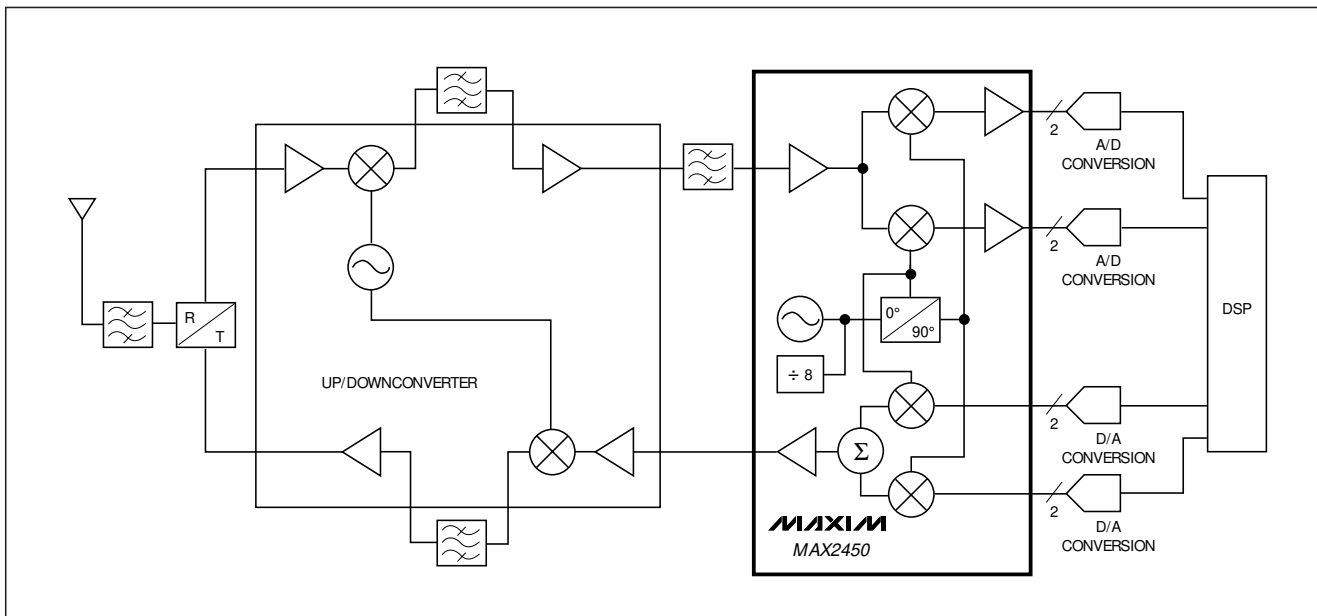 2
A/D
CONVERSION
2
A/D
CONVERSION
DSP
R
T
0°
90°
÷ 8
UP/DOWNCONVERTER
Σ
2
D/A
CONVERSION
2
D/A
CONVERSION
MAXIM
MAX2450